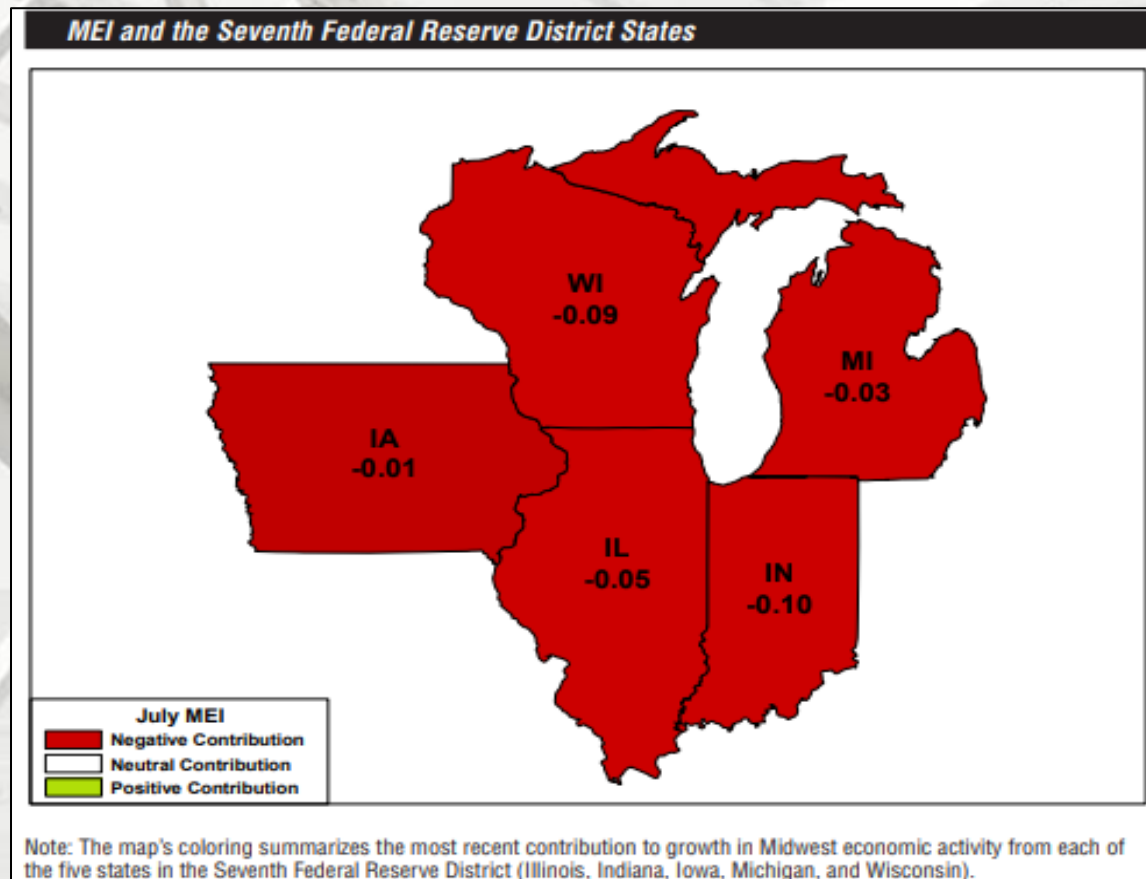 MEI and the Seventh Federal Reserve District States
WI
-0.09
MI
-0.03
IA
-0.01
IL
-0.05
IN
-0.10
July MEI
Negative Contribution
Neutral Contribution
Positive Contribution
Note: The map's coloring summarizes the most recent contribution to growth in Midwest economic activity from each of
the five states in the Seventh Federal Reserve District (Illinois, Indiana, Iowa, Michigan, and Wisconsin).